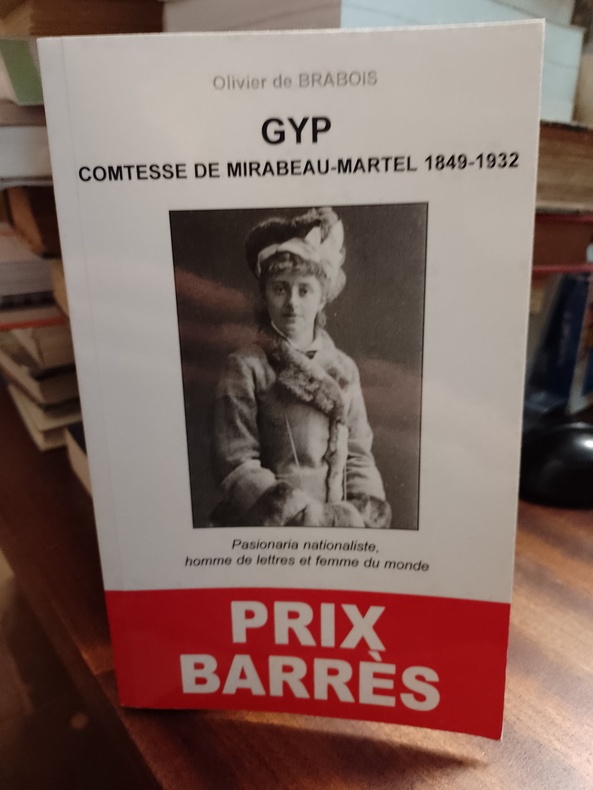 Olivier de BRABOIS
GYP
COMTESSE DE MIRABEAU-MARTEL 1849-1932
Pasionaria nationaliste,
homme de lettres et femme du monde
PRIX
BARRÈS